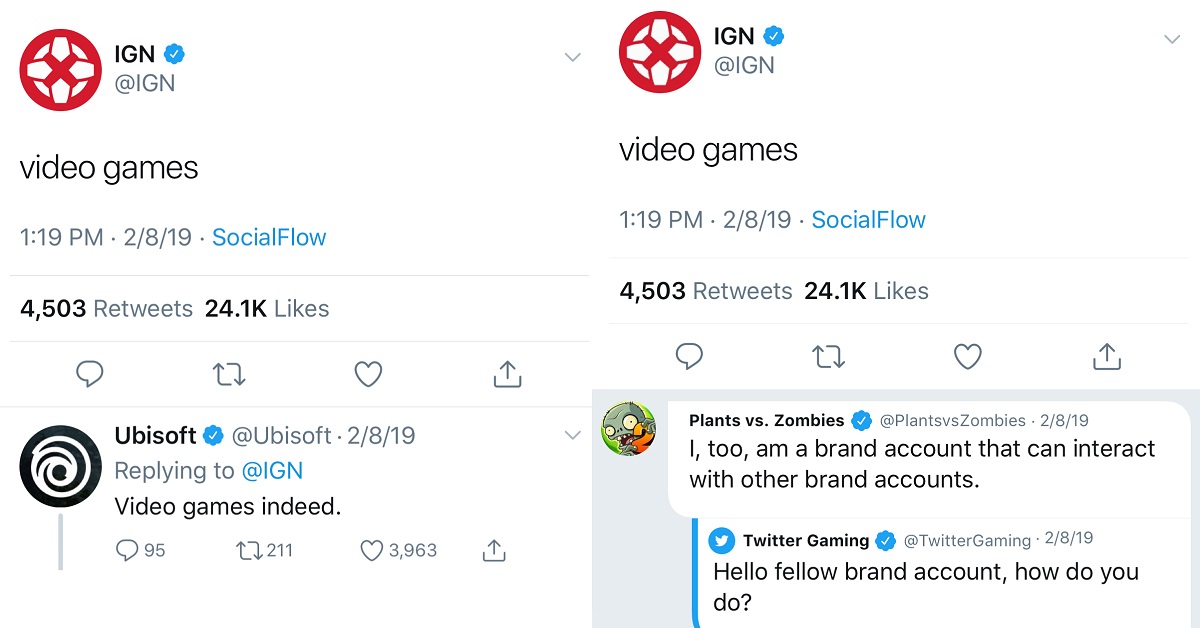 IGN
@IGN
video games
1:19 PM · 2/8/19 · SocialFlow
4,503 Retweets 24.1K Likes
Ubisoft @Ubisoft · 2/8/19
Replying to @IGN
Video games indeed.
95 211 3,963
IGN
@IGN
video games
1:19 PM · 2/8/19 · SocialFlow
4,503 Retweets 24.1K Likes
Plants vs. Zombies @PlantsvsZombies · 2/8/19
I, too, am a brand account that can interact
with other brand accounts.
Twitter Gaming @TwitterGaming · 2/8/19
Hello fellow brand account, how do you
do?